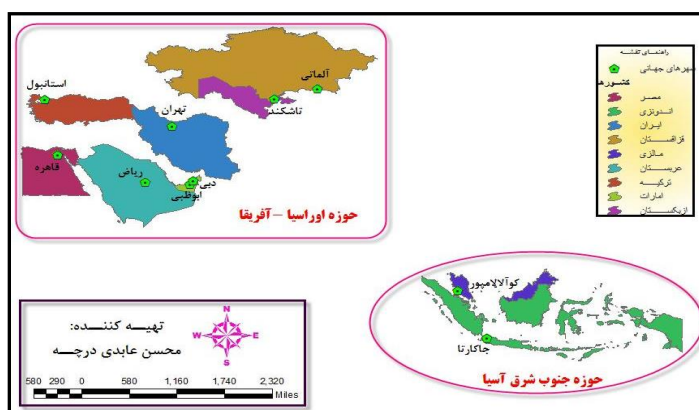 آلماتی
استانبول
تاشکند
تهران
قاهره
ریاض
دبی
ابوظبی
حوزه اوراسیا – آفریقا
راهنمای نقشه
شهرهای جهانی
کشورها
مصر
اندونزی
ایران
قزاقستان
مالزی
عربستان
ترکیه
امارات
ازبکستان
کوآلالامپور
جاکارتا
حوزه جنوب شرق آسیا
تهیه کننده:
محسن عابدی درچه
N
W E
S
580 290 0 580 1,160 1,740 2,320
Miles